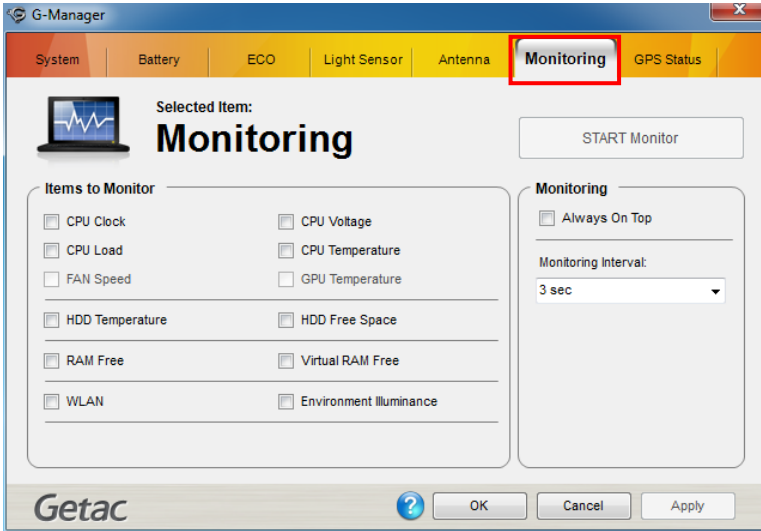 G-Manager
System Battery ECO Light Sensor Antenna Monitoring GPS Status
Selected Item:
Monitoring
START Monitor
Items to Monitor
CPU Clock CPU Voltage
CPU Load CPU Temperature
FAN Speed GPU Temperature
HDD Temperature HDD Free Space
RAM Free Virtual RAM Free
WLAN Environment Illuminance
Monitoring
Always On Top
Monitoring Interval:
3 sec
Getac ? OK Cancel Apply